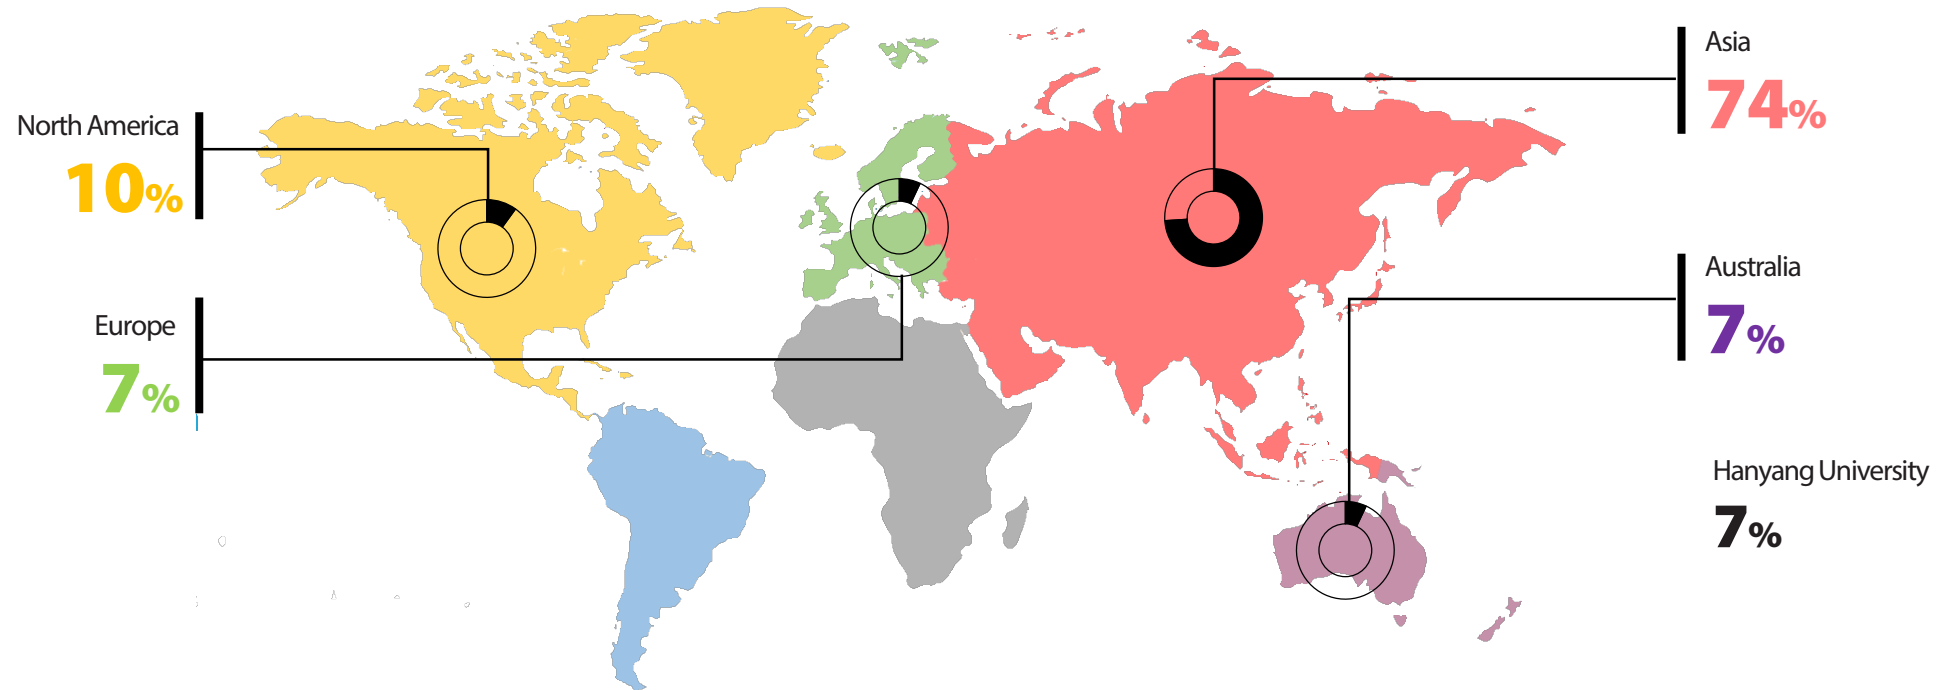 North America
10%
Europe
7%
Asia
74%
Australia
7%
Hanyang University
7%